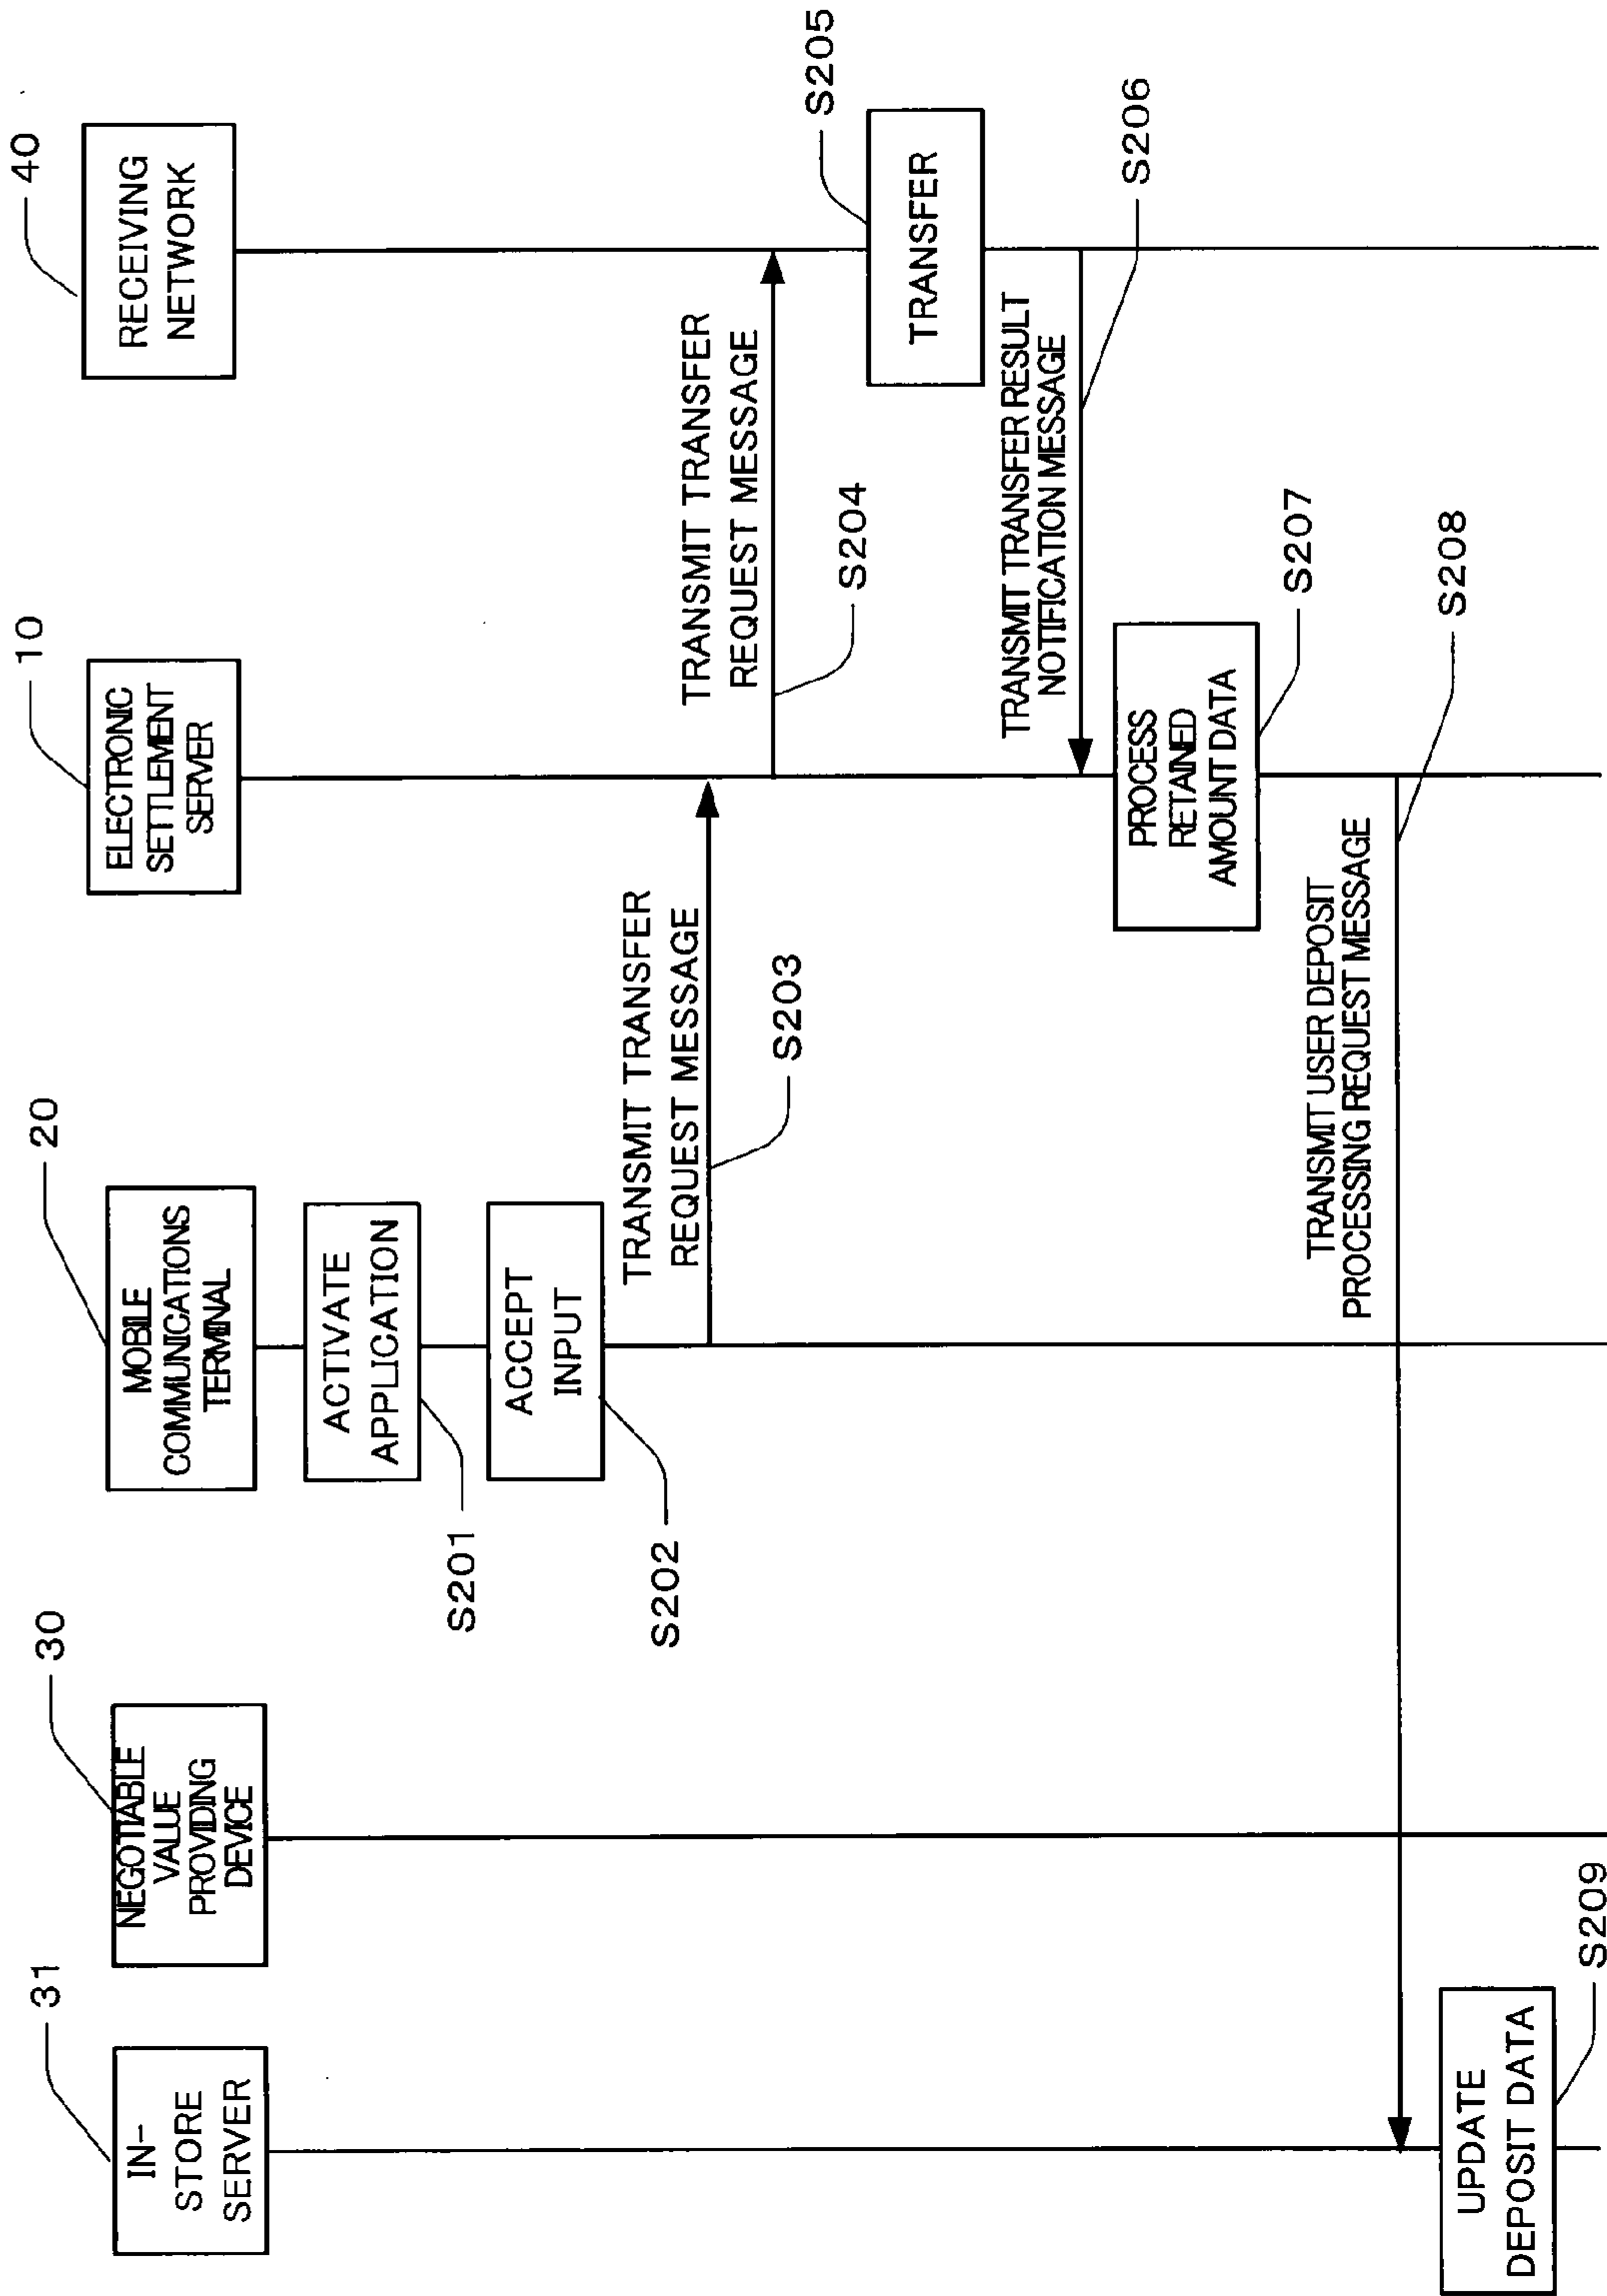 31
IN-
STORE
SERVER
30
NEGOTIABLE
VALUE
PROVIDING
DEVICE
20
MOBILE
COMMUNICATIONS
TERMINAL
10
ELECTRONIC
SETTLEMENT
SERVER
40
RECEIVING
NETWORK
ACTIVATE
APPLICATION
S201
ACCEPT
INPUT
S202
TRANSMIT TRANSFER
REQUEST MESSAGE
S203
TRANSMIT TRANSFER
REQUEST MESSAGE
S204
S205
TRANSFER
TRANSMIT TRANSFER RESULT
NOTIFICATION MESSAGE
S206
PROCESS
RETAINED
AMOUNT DATA
S207
TRANSMIT USER DEPOSIT
PROCESSING REQUEST MESSAGE
S208
UPDATE
DEPOSIT DATA
S209